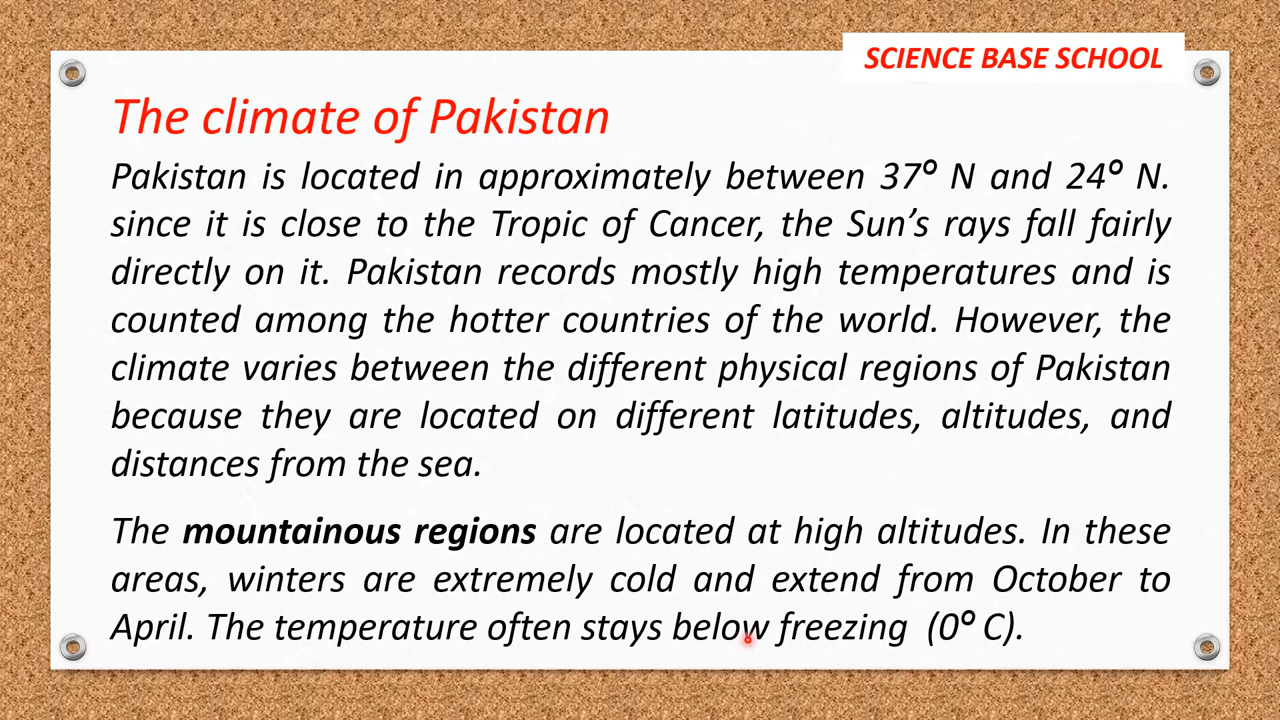 SCIENCE BASE SCHOOL
The climate of Pakistan
Pakistan is located in approximately between 37º N and 24º N.
since it is close to the Tropic of Cancer, the Sun’s rays fall fairly
directly on it. Pakistan records mostly high temperatures and is
counted among the hotter countries of the world. However, the
climate varies between the different physical regions of Pakistan
because they are located on different latitudes, altitudes, and
distances from the sea.
The mountainous regions are located at high altitudes. In these
areas, winters are extremely cold and extend from October to
April. The temperature often stays below freezing (0º C).